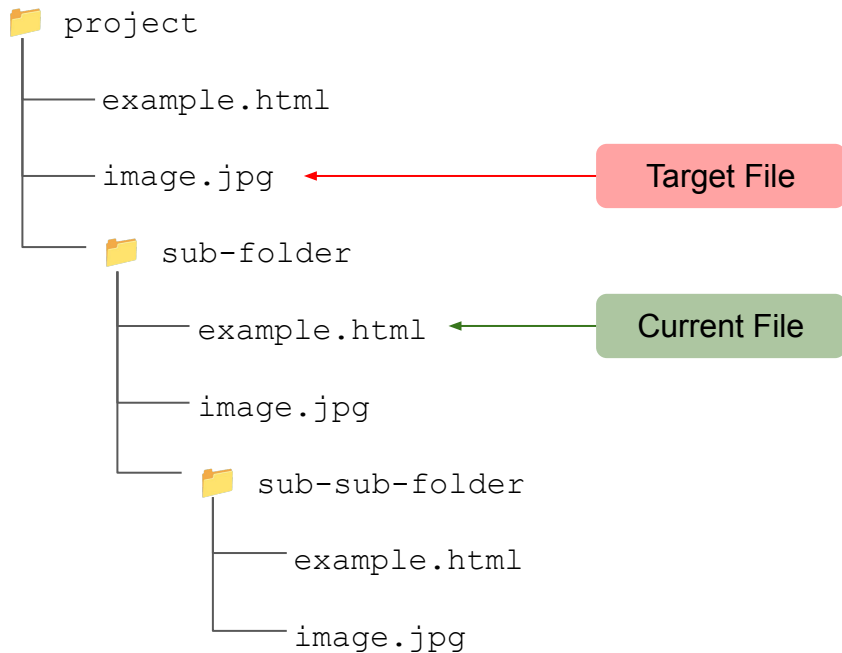 project
example.html
image.jpg
Target File
sub-folder
example.html
Current File
image.jpg
sub-sub-folder
example.html
image.jpg